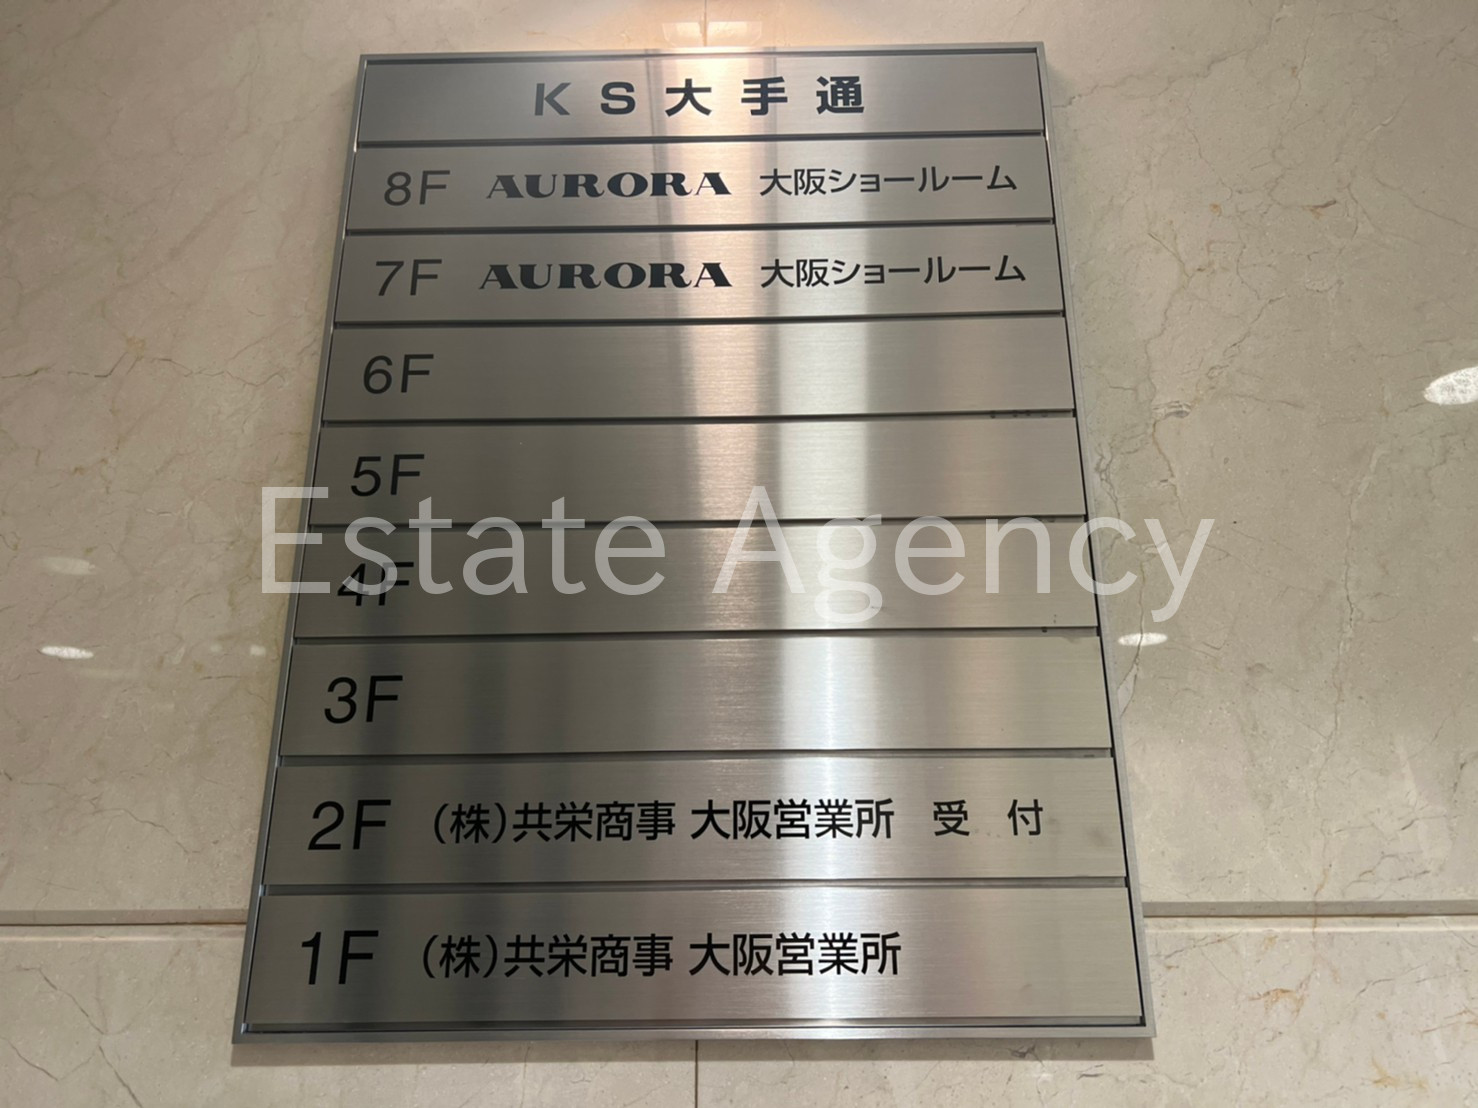 KS大手通
8F AURORA 大阪ショールーム
7F AURORA 大阪ショールーム
6F
5F
Estate Agency
4F
3F
2F (株)共栄商事 大阪営業所 受付
1F (株)共栄商事 大阪営業所